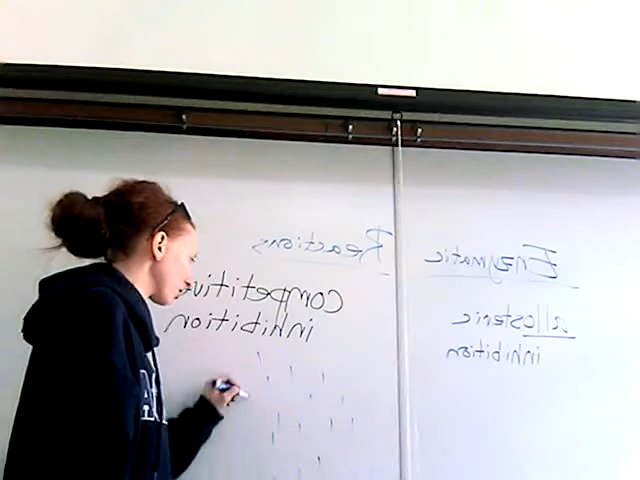 Enzymatic Reactions
allosteric
inhibition
competitive
inhibition